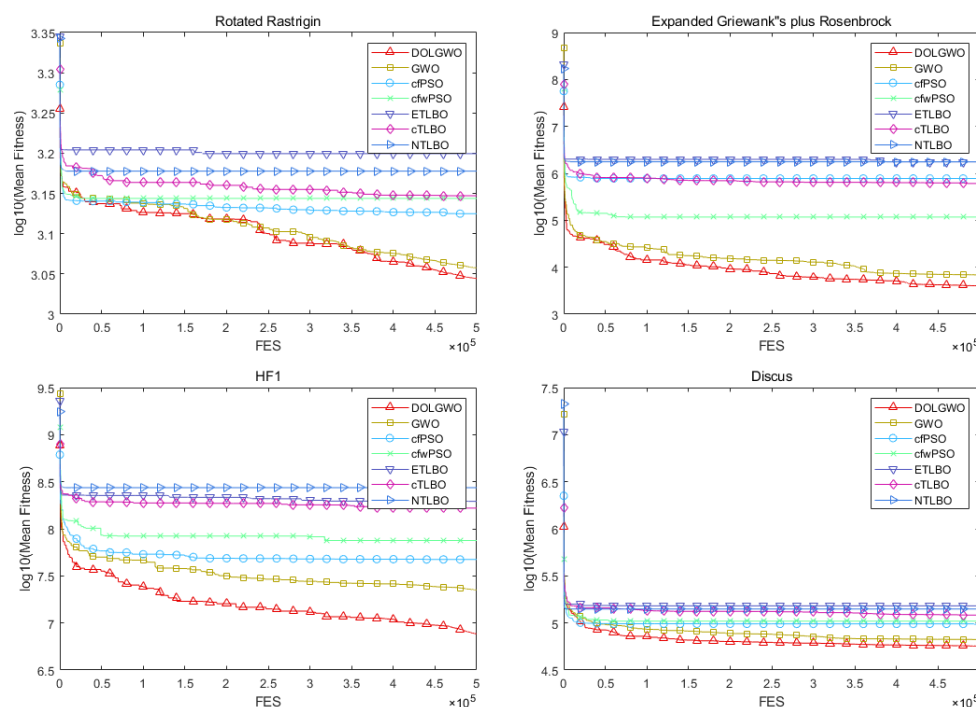 Rotated Rastrigin
3.35
3.3
3.25
3.2
3.15
3.1
3.05
3
log10(Mean Fitness)
DOLGWO
GWO
cfPSO
cfwPSO
ETLBO
cTLBO
NTLBO
0 0.5 1 1.5 2 2.5 3 3.5 4 4.5 5
FES
×10^5
Expanded Griewank"s plus Rosenbrock
9
8
7
6
5
4
3
log10(Mean Fitness)
DOLGWO
GWO
cfPSO
cfwPSO
ETLBO
cTLBO
NTLBO
0 0.5 1 1.5 2 2.5 3 3.5 4 4.5
FES
×10^5
HF1
9.5
9
8.5
8
7.5
7
6.5
log10(Mean Fitness)
DOLGWO
GWO
cfPSO
cfwPSO
ETLBO
cTLBO
NTLBO
0 0.5 1 1.5 2 2.5 3 3.5 4 4.5 5
FES
×10^5
Discus
7.5
7
6.5
6
5.5
5
4.5
log10(Mean Fitness)
DOLGWO
GWO
cfPSO
cfwPSO
ETLBO
cTLBO
NTLBO
0 0.5 1 1.5 2 2.5 3 3.5 4 4.5
FES
×10^5